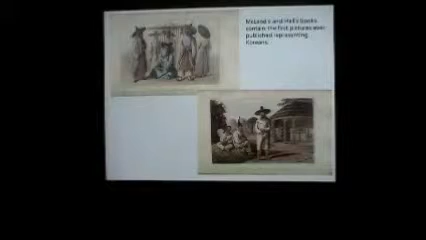 McLeod's and Hall's books
contain the first pictures ever
published representing
Koreans.